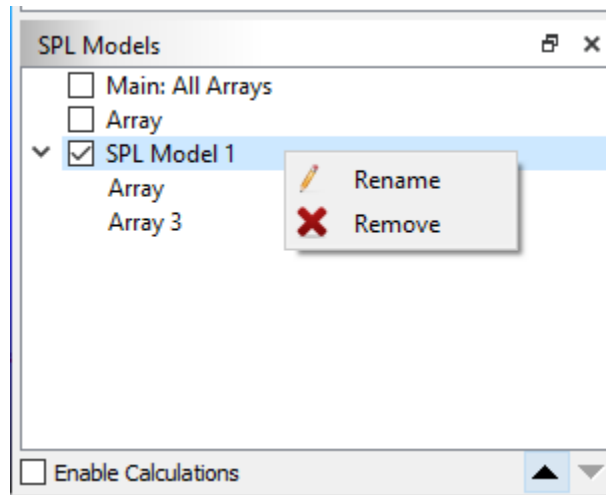 SPL Models
Main: All Arrays
Array
SPL Model 1
Array
Array 3
Rename
Remove
Enable Calculations